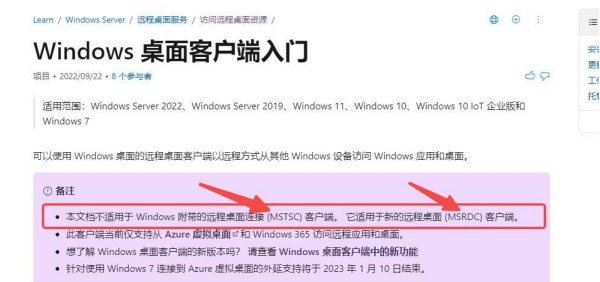 Learn / Windows Server / 远程桌面服务 / 访问远程桌面资源 /
Windows 桌面客户端入门
项目 • 2022/09/22 • 8 个参与者
适用范围：Windows Server 2022、Windows Server 2019、Windows 11、Windows 10、Windows 10 IoT 企业版和
Windows 7
可以使用 Windows 桌面的远程桌面客户端以远程方式从其他 Windows 设备访问 Windows 应用和桌面。
备注
• 本文档不适用于 Windows 附带的远程桌面连接 (MSTSC) 客户端。 它适用于新的远程桌面 (MSRDC) 客户端。
• 此客户端当前仅支持从 Azure 虚拟桌面和 Windows 365 访问远程应用和桌面。
• 想了解 Windows 桌面客户端的新版本吗？ 请查看 Windows 桌面客户端中的新功能
• 针对使用 Windows 7 连接到 Azure 虚拟桌面的外延支持将于 2023 年 1 月 10 日结束。